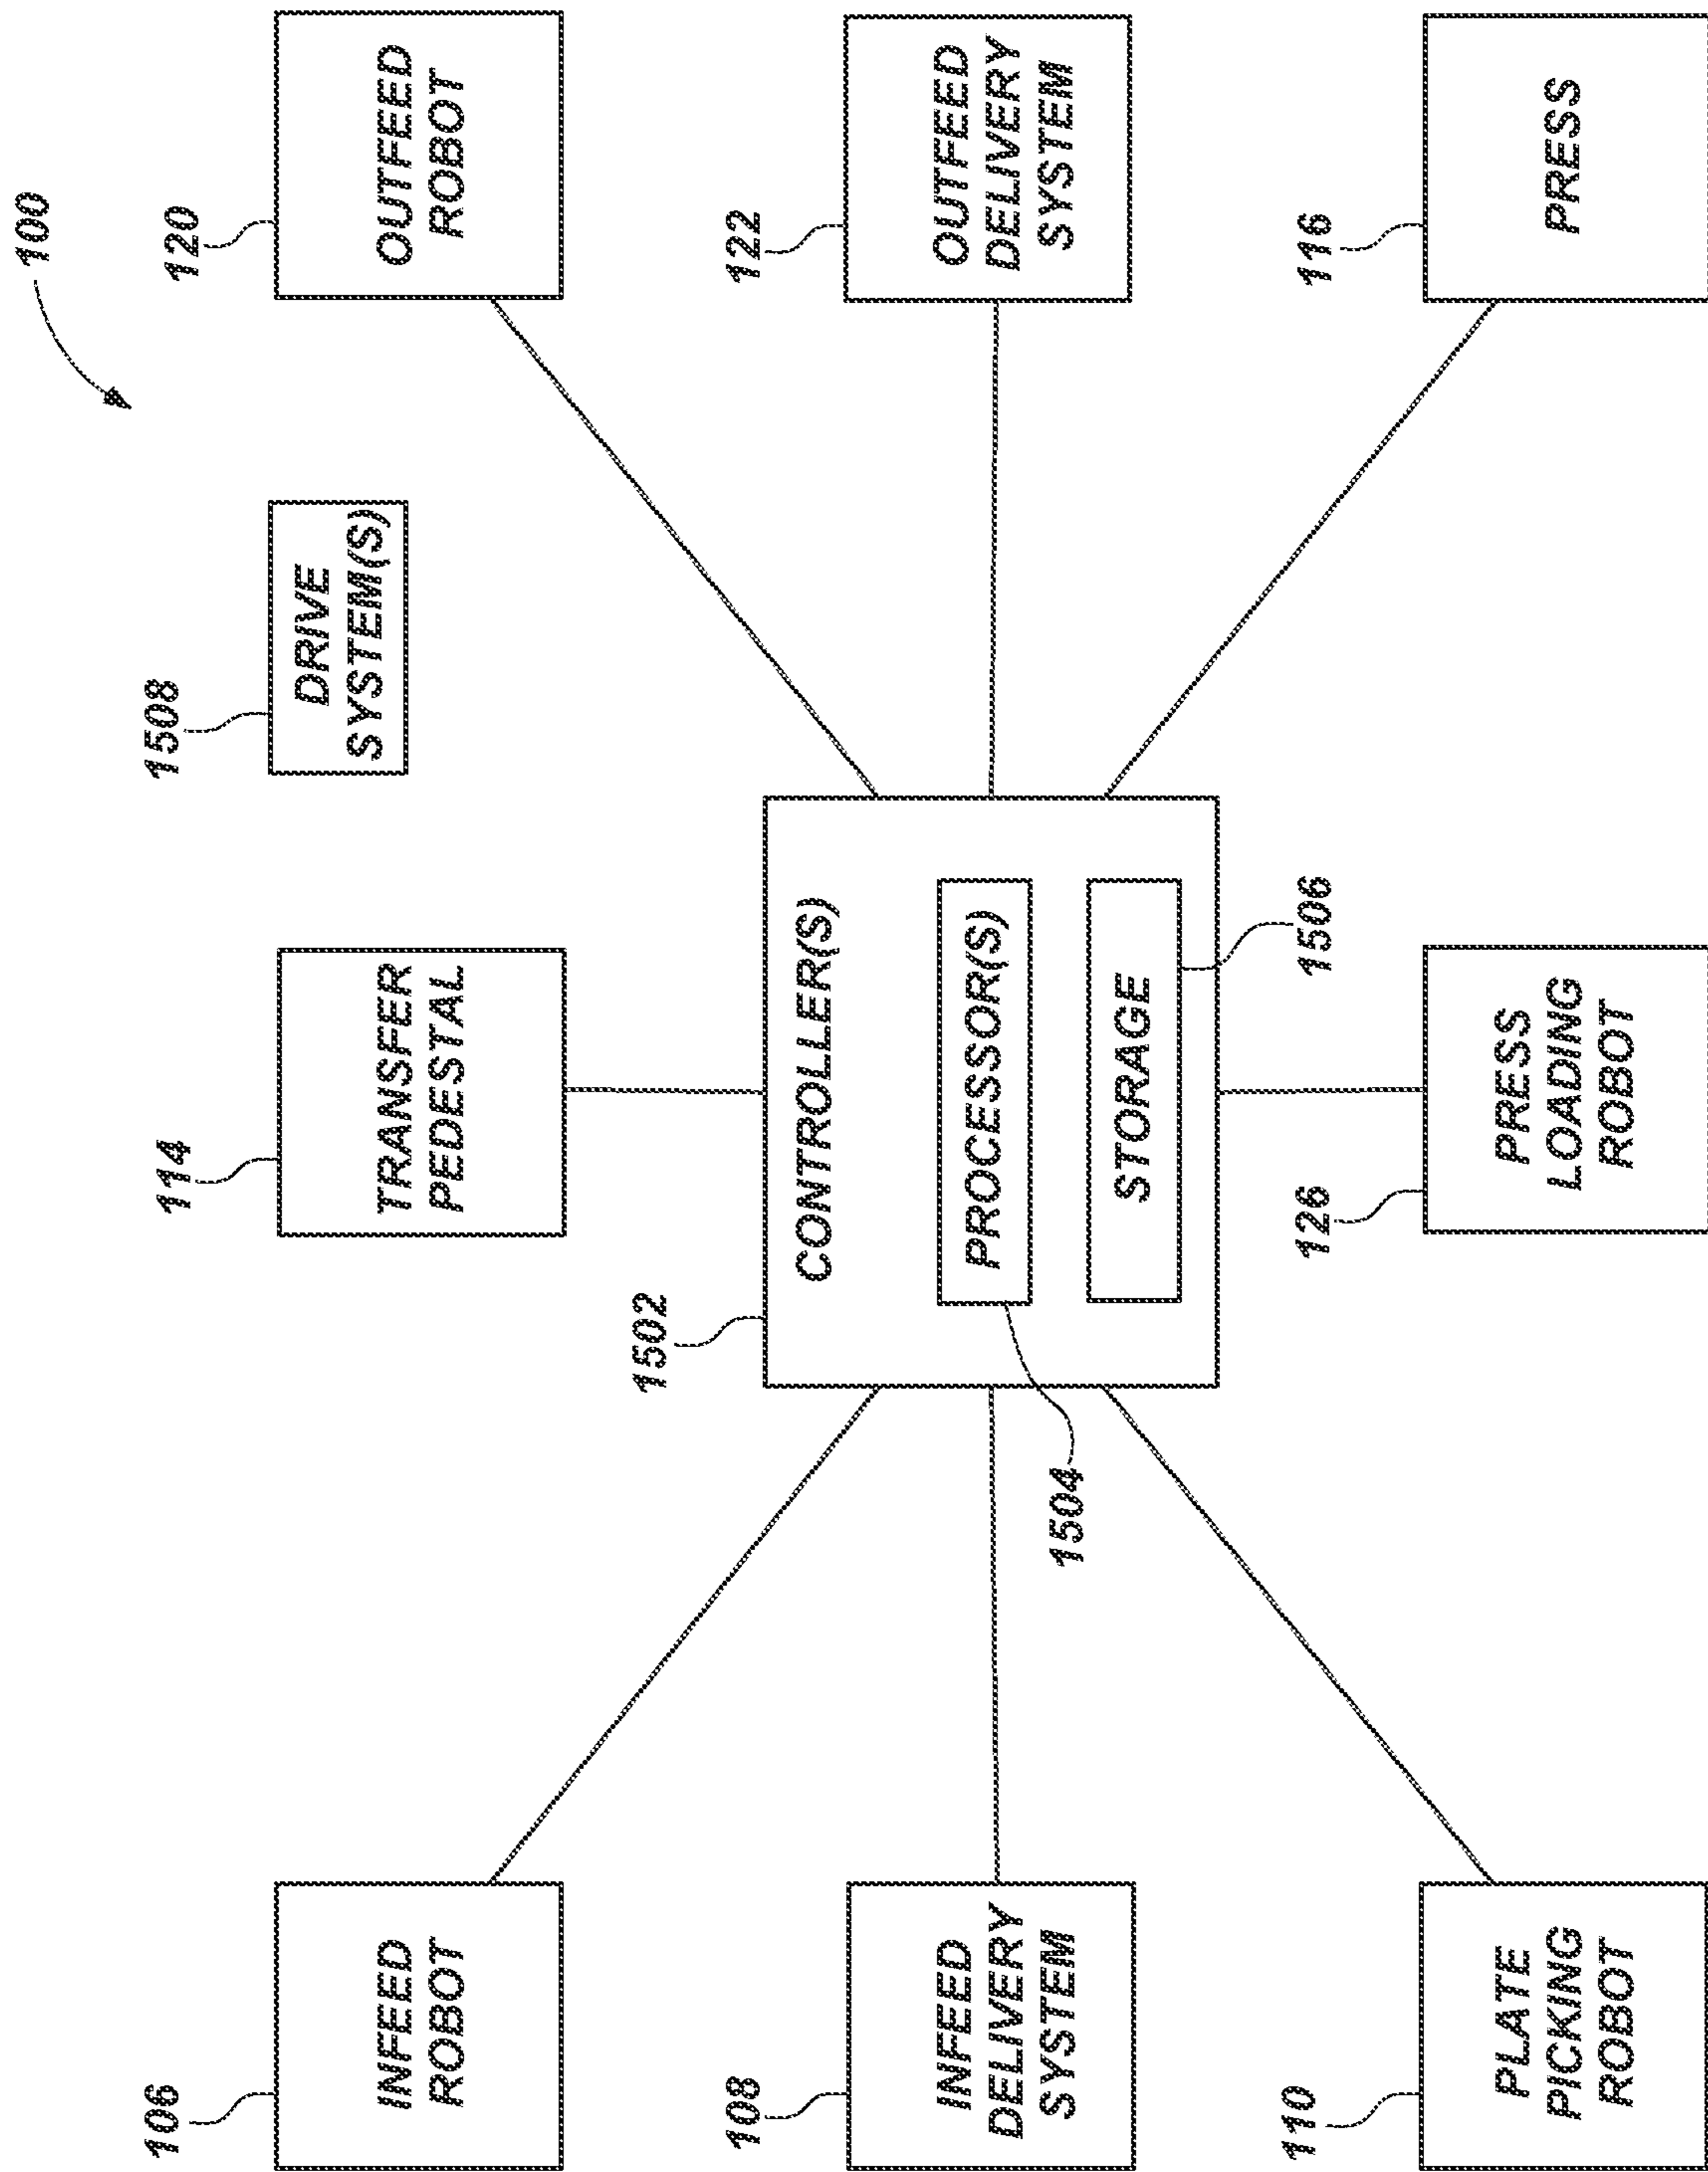 100
106
INFEED
ROBOT
114
TRANSFER
PEDESTAL
1508
DRIVE
SYSTEM(S)
120
OUTFEED
ROBOT
108
INFEED
DELIVERY
SYSTEM
1502
CONTROLLER(S)
PROCESSOR(S)
1504
STORAGE
1506
122
OUTFEED
DELIVERY
SYSTEM
110
PLATE
PICKING
ROBOT
126
PRESS
LOADING
ROBOT
116
PRESS